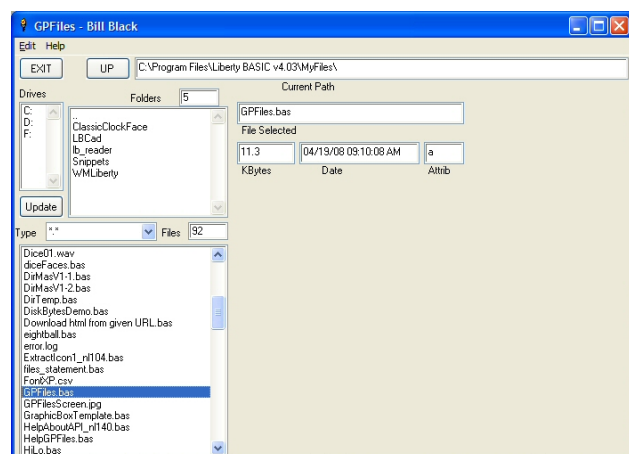 GPFiles - Bill Black
Edit Help
EXIT UP C:\Program Files\Liberty BASIC v4.03\MyFiles\
Current Path
Drives Folders 5
C:
D:
F:
..
ClassicClockFace
LBCad
lb_reader
Snippets
WMLiberty
GPFiles.bas
File Selected
11.3 04/19/08 09:10:08 AM a
KBytes Date Attrib
Update
Type *.* Files 92
Dice01.wav
diceFaces.bas
DirMasV1-1.bas
DirMasV1-2.bas
DirTemp.bas
DiskBytesDemo.bas
Download html from given URL.bas
eightball.bas
error.log
ExtractIcon1_nl104.bas
files_statement.bas
FontXP.csv
GPFiles.bas
GPFilesScreen.jpg
GraphicBoxTemplate.bas
HelpAboutAPI_nl140.bas
HelpGPFiles.bas
HiLo.bas